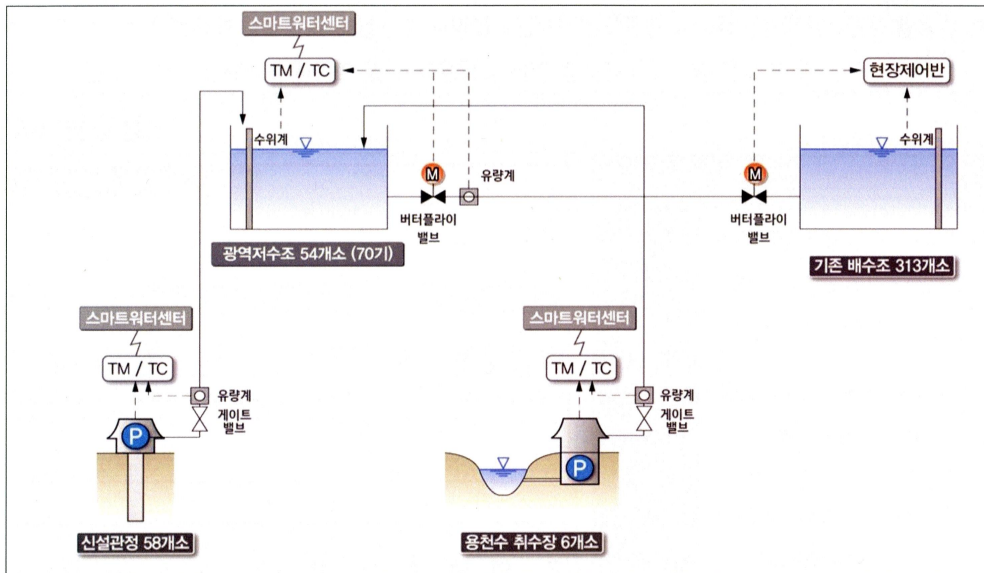 스마트워터센터
TM / TC
현장제어반
수위계
수위계
M
유량계
M
버터플라이
밸브
버터플라이
밸브
광역저수조 54개소 (70기)
기존 배수조 313개소
스마트워터센터
TM / TC
유량계
게이트
밸브
P
신설관정 58개소
스마트워터센터
TM / TC
유량계
게이트
밸브
P
용천수 취수장 6개소